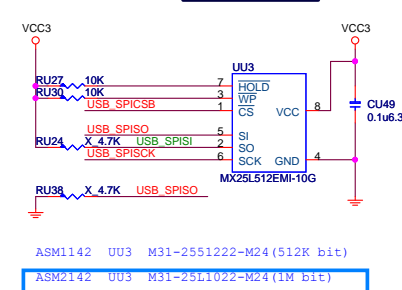 VCC3 VCC3
UU3
RU27 10K 7 HOLD
RU30 10K 3 WP
USB_SPICSB 1 CS VCC 8 CU49
0.1u6.3
USB_SPISO 5 SI
RU24 X_4.7K USB_SPISI 2 SO
USB_SPISCK 6 SCK GND 4
MX25L512EMI-10G
RU38 X_4.7K USB_SPISO
ASM1142 UU3 M31-2551222-M24(512K bit)
ASM2142 UU3 M31-25L1022-M24(1M bit)